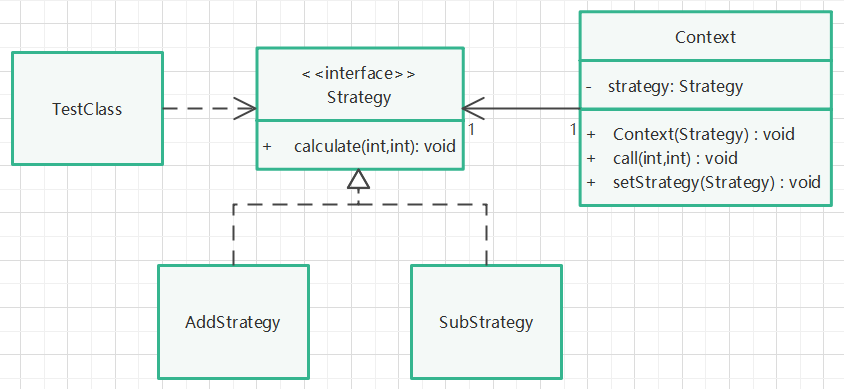 TestClass
< <interface>>
Strategy
+ calculate(int,int): void
1
1
Context
- strategy: Strategy
+ Context(Strategy) : void
+ call(int,int) : void
+ setStrategy(Strategy) : void
AddStrategy
SubStrategy